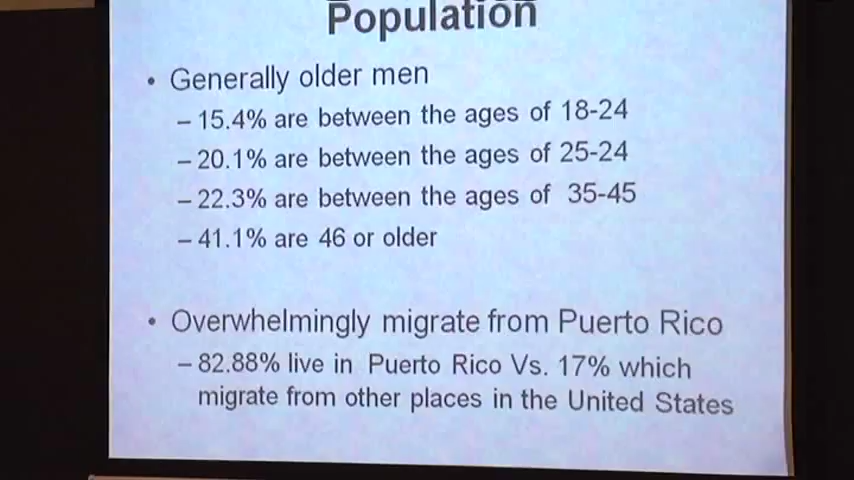 Population
• Generally older men
– 15.4% are between the ages of 18-24
– 20.1% are between the ages of 25-24
– 22.3% are between the ages of 35-45
– 41.1% are 46 or older
• Overwhelmingly migrate from Puerto Rico
– 82.88% live in Puerto Rico Vs. 17% which
migrate from other places in the United States